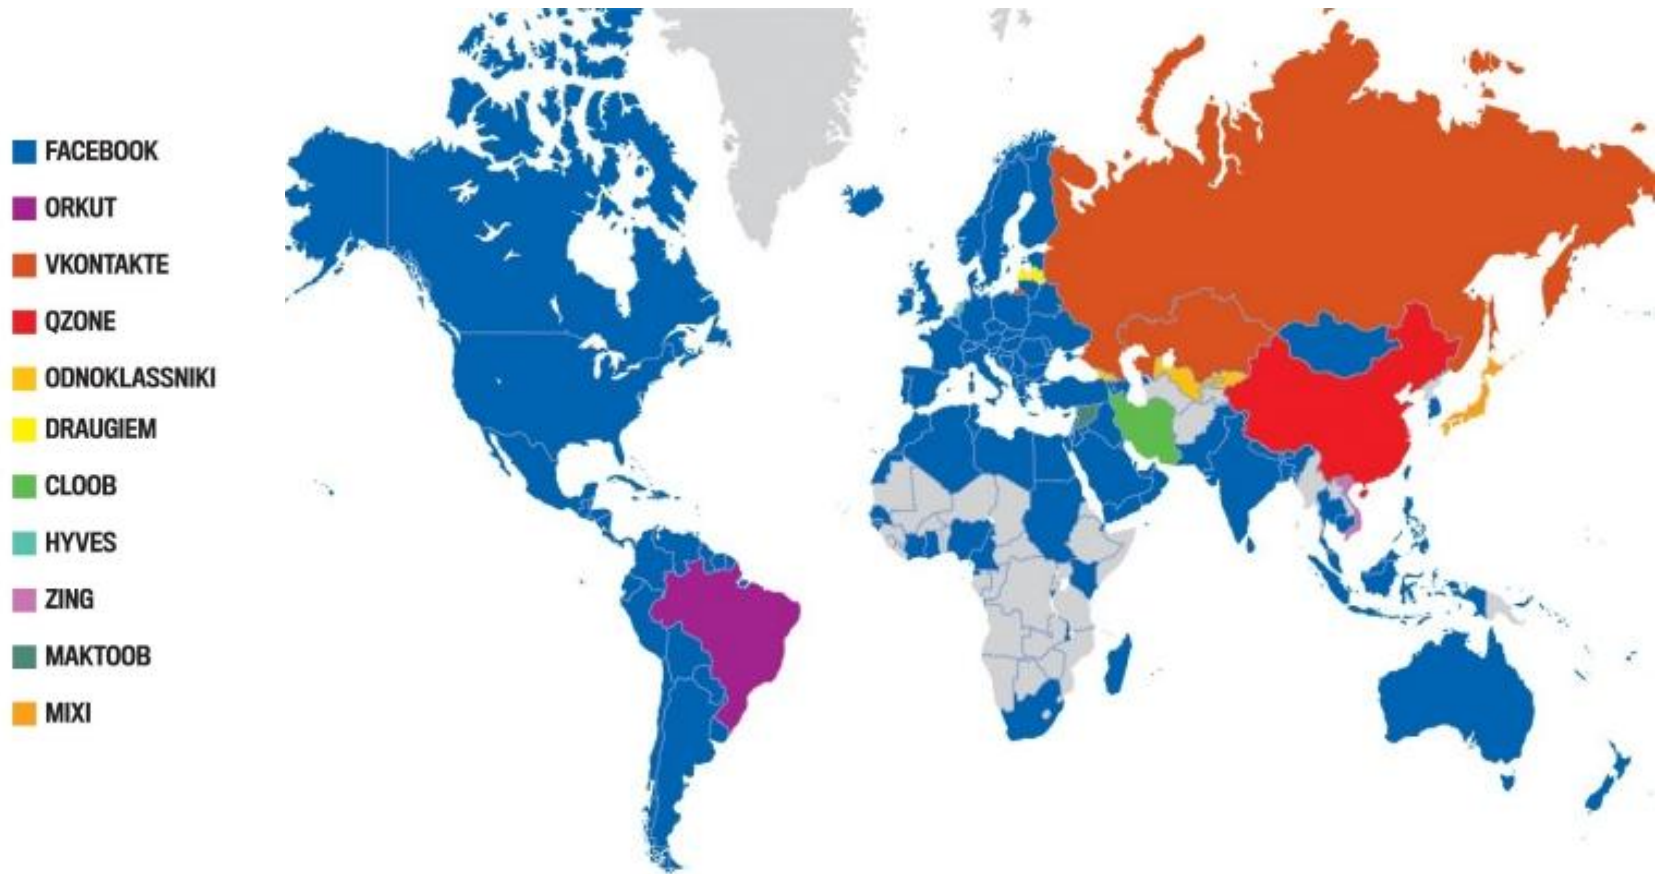 FACEBOOK
ORKUT
VKONTAKTE
QZONE
ODNOKLASSNIKI
DRAUGIEM
CLOOB
HYVES
ZING
MAKTOOB
MIXI